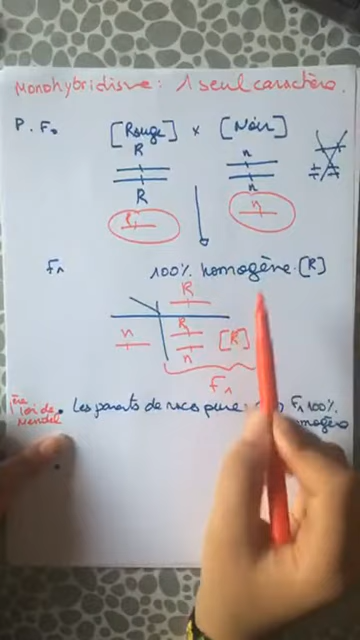 Monohybridisme: 1 seul caractère.
P. F0 [Rouge] x [Noir]
R n
R n
R n
F1 100% homogène [R]
R
n R [R]
n
F1
1ère loi de Mendel • Les parents de race pure F1 100% homogène